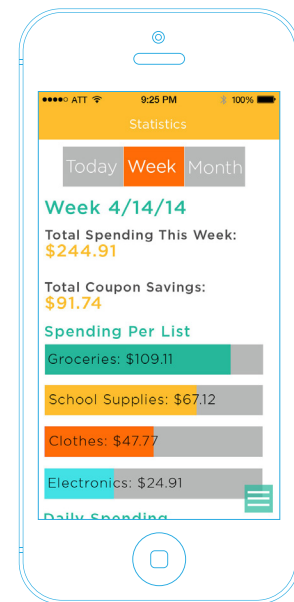 ATT 9:25 PM 100%
Statistics
Today Week Month
Week 4/14/14
Total Spending This Week:
$244.91
Total Coupon Savings:
$91.74
Spending Per List
Groceries: $109.11
School Supplies: $67.12
Clothes: $47.77
Electronics: $24.91
Daily Spending